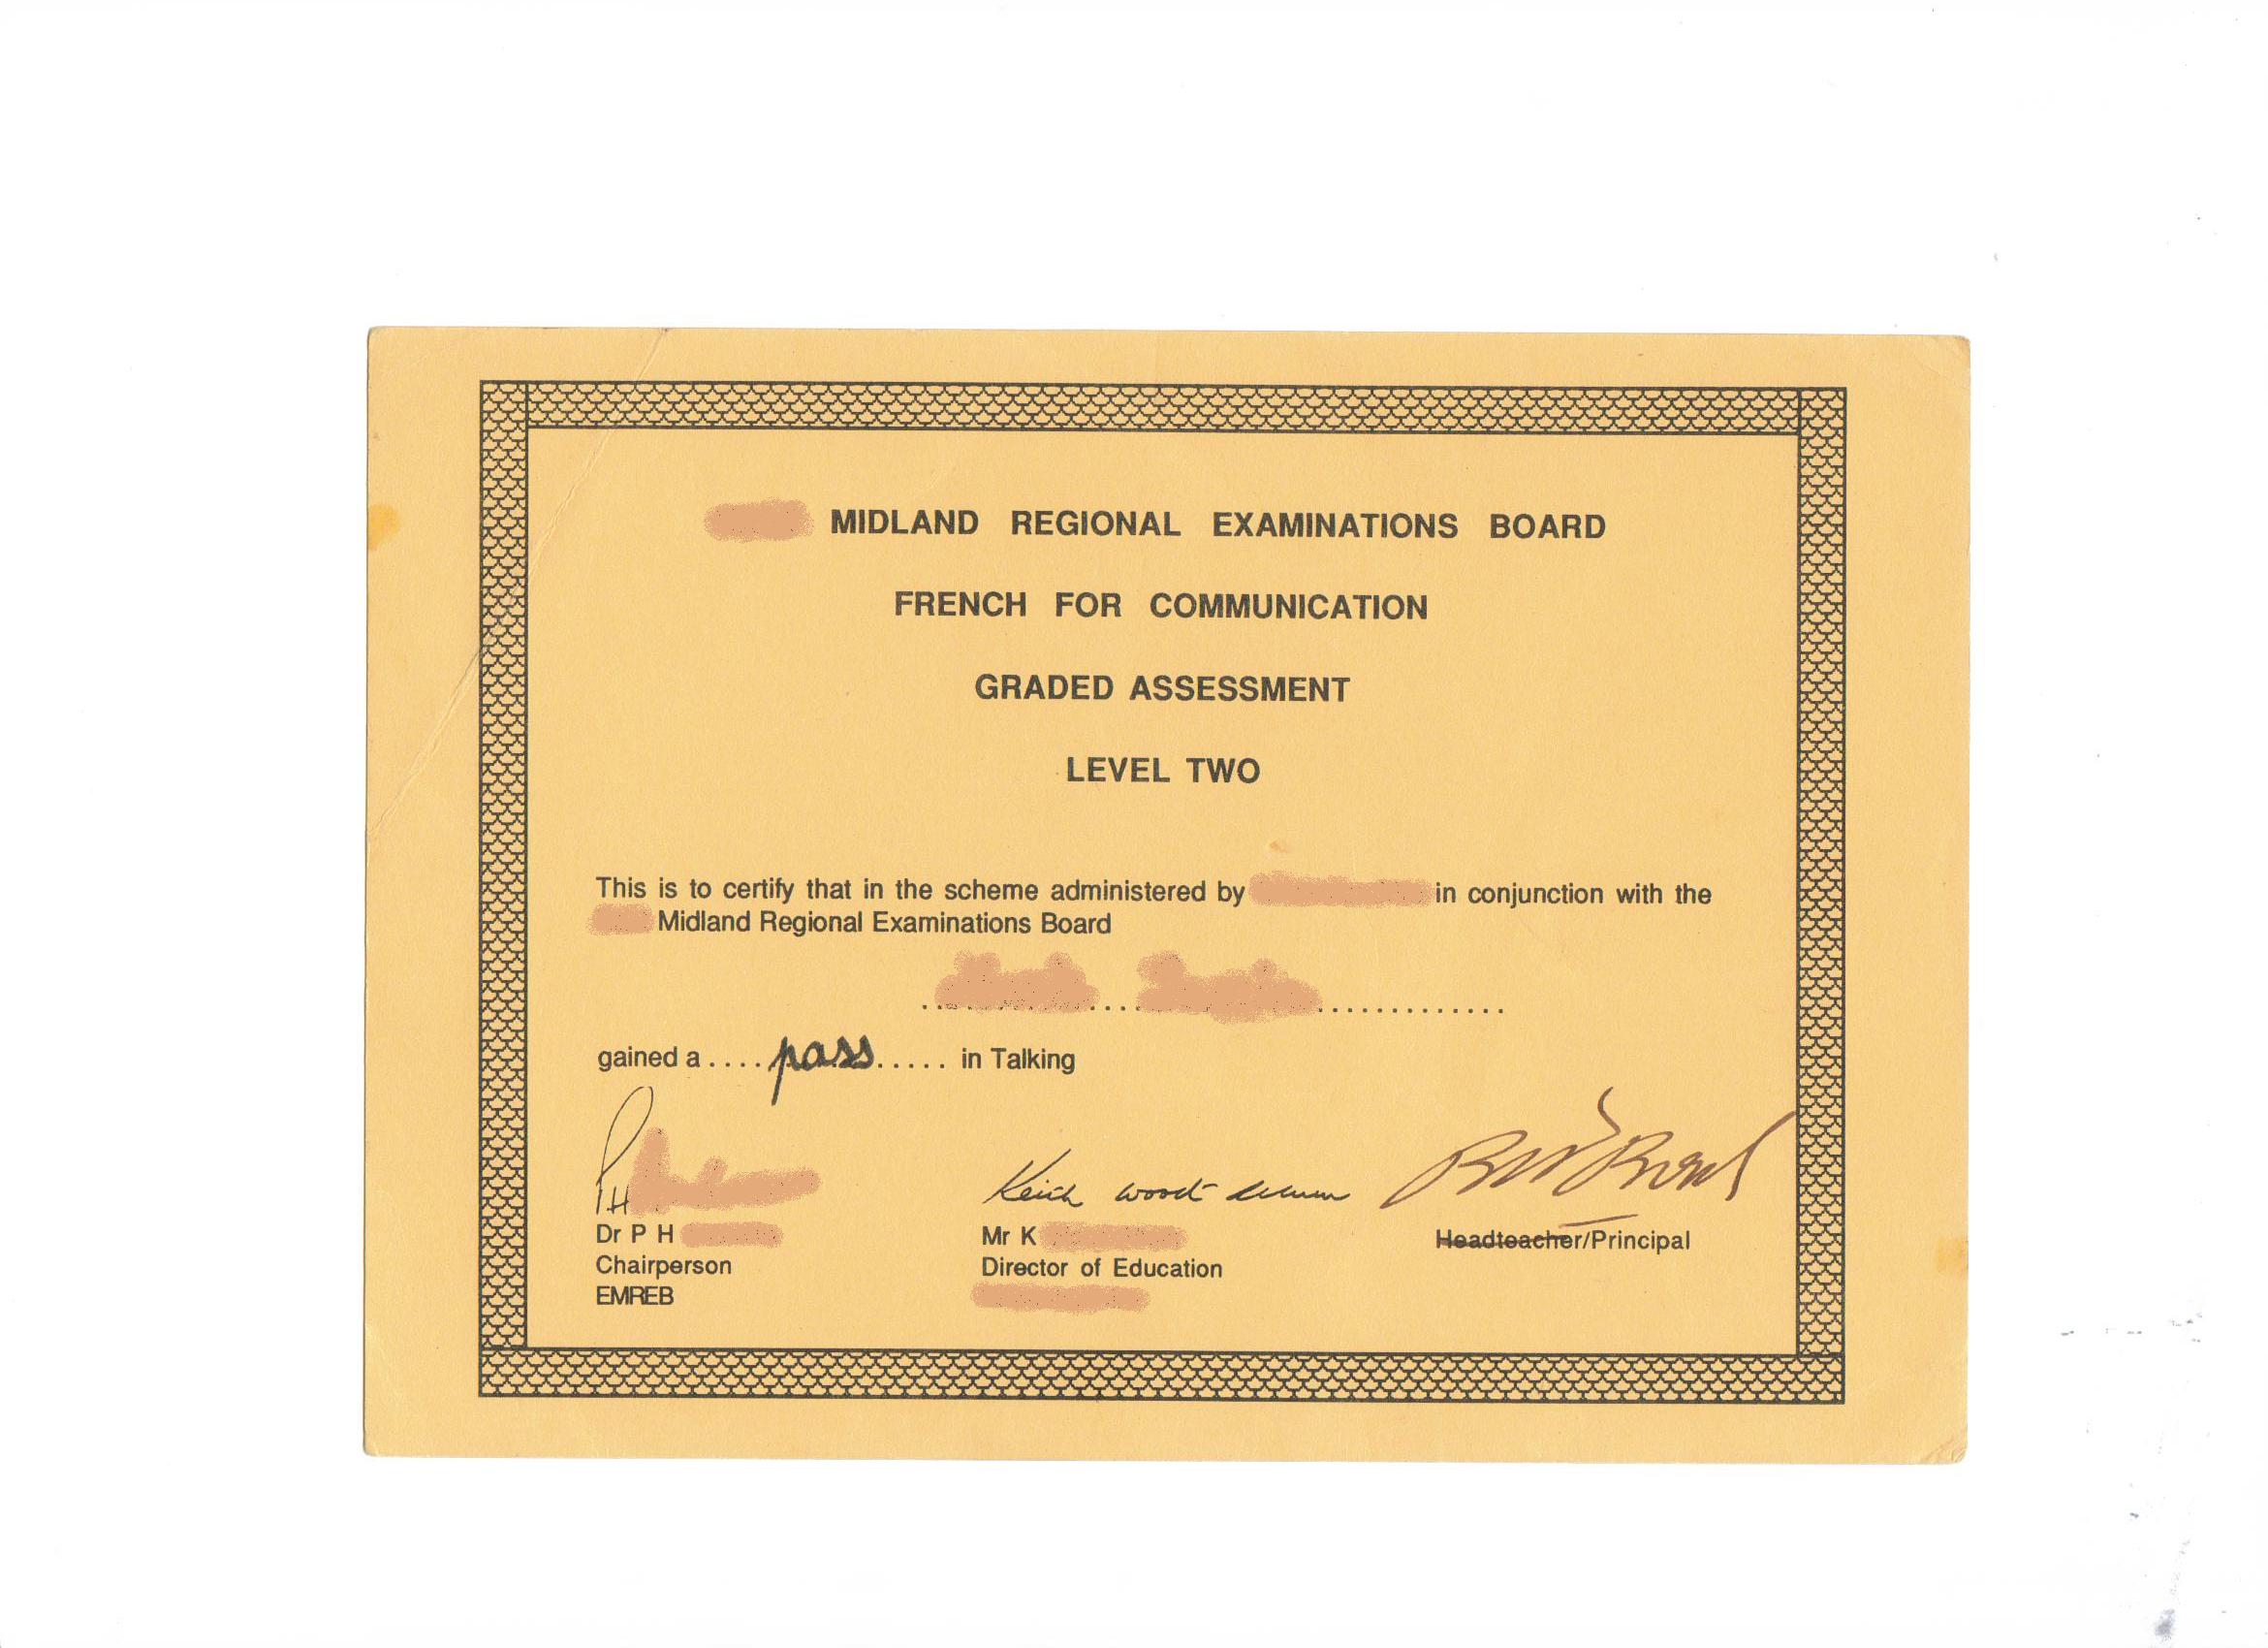 MIDLAND REGIONAL EXAMINATIONS BOARD
FRENCH FOR COMMUNICATION
GRADED ASSESSMENT
LEVEL TWO
This is to certify that in the scheme administered by in conjunction with the
Midland Regional Examinations Board
gained a .... pass ..... in Talking
PH
Keith
Dr P H
Mr K
Headteacher/Principal
Chairperson
Director of Education
EMREB